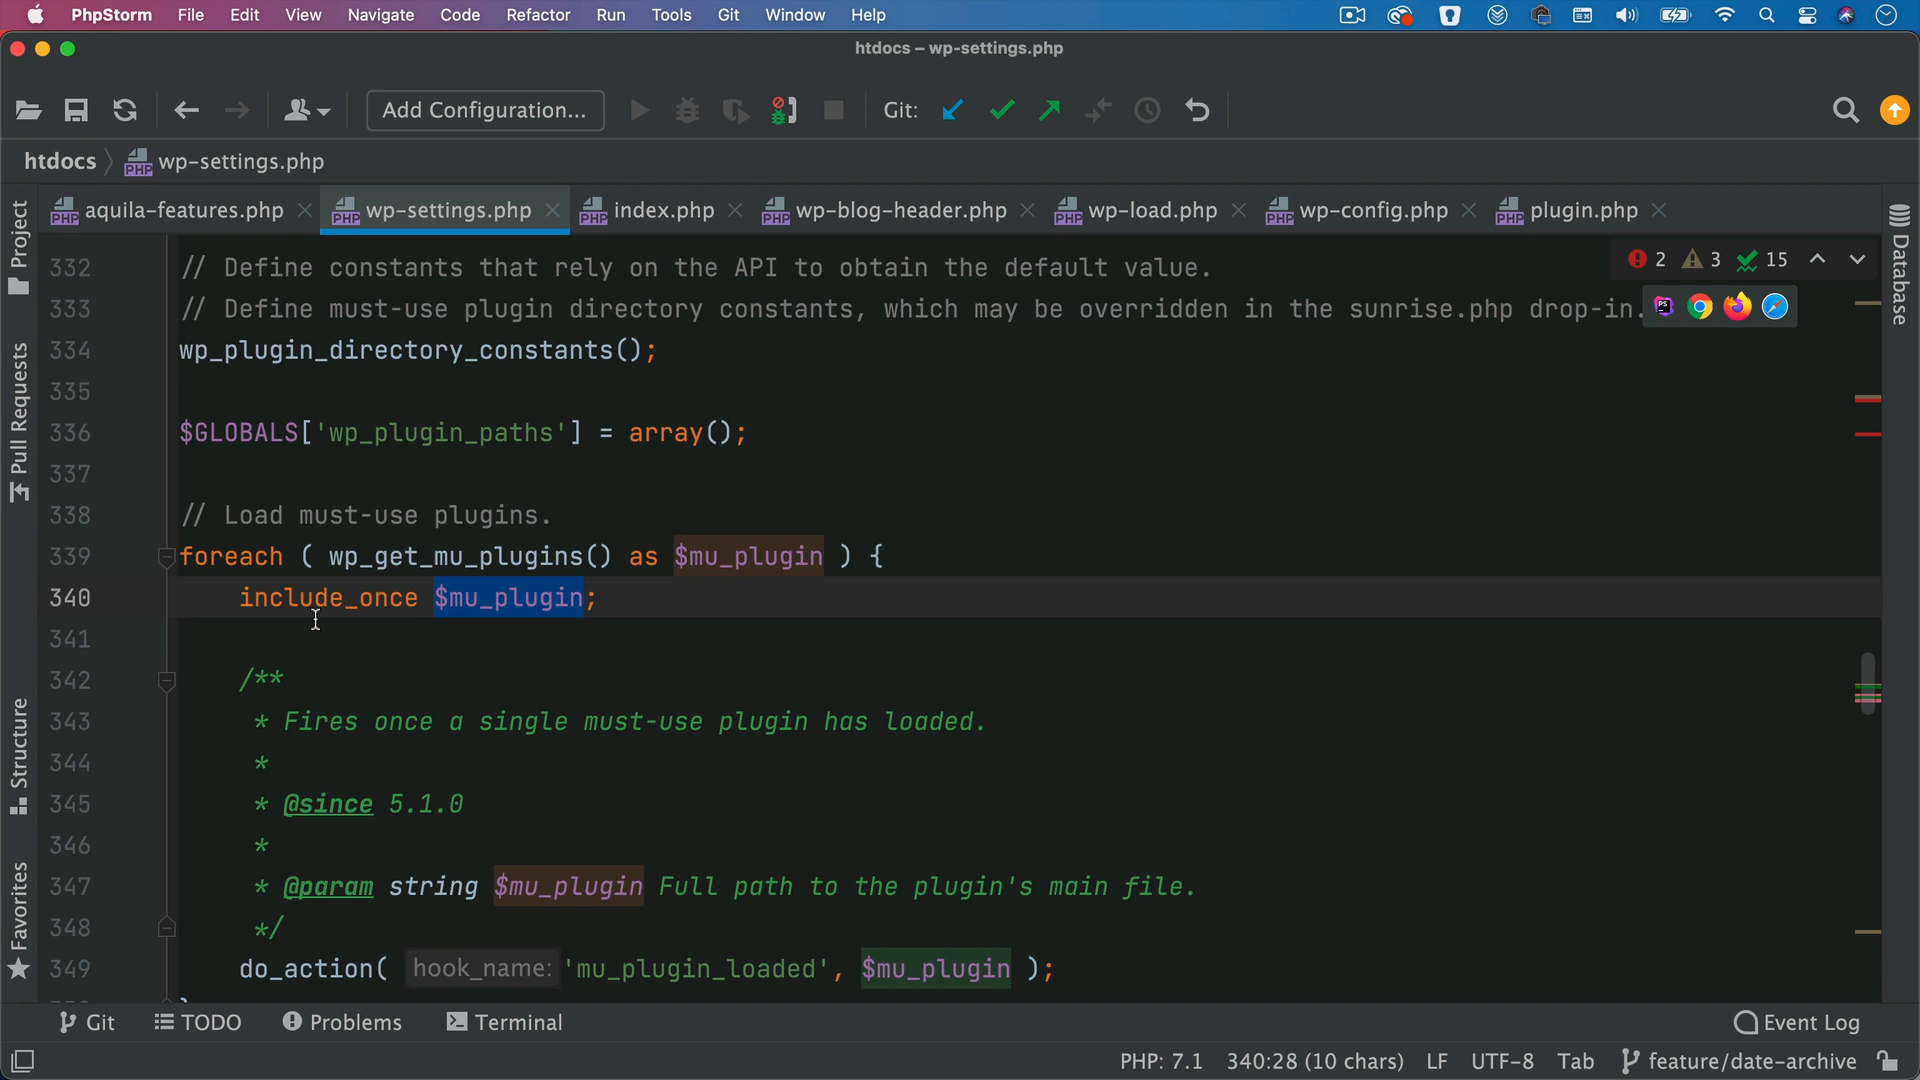 PhpStorm File Edit View Navigate Code Refactor Run Tools Git Window Help
htdocs – wp-settings.php
Add Configuration... Git:
htdocs wp-settings.php
aquila-features.php wp-settings.php index.php wp-blog-header.php wp-load.php wp-config.php plugin.php
2 3 15
332 // Define constants that rely on the API to obtain the default value.
333 // Define must-use plugin directory constants, which may be overridden in the sunrise.php drop-in.
334 wp_plugin_directory_constants();
335
336 $GLOBALS['wp_plugin_paths'] = array();
337
338 // Load must-use plugins.
339 foreach ( wp_get_mu_plugins() as $mu_plugin ) {
340 include_once $mu_plugin;
341
342 /**
343 * Fires once a single must-use plugin has loaded.
344 *
345 * @since 5.1.0
346 *
347 * @param string $mu_plugin Full path to the plugin's main file.
348 */
349 do_action( hook_name: 'mu_plugin_loaded', $mu_plugin );
Project
Pull Requests
Structure
Favorites
Database
Git TODO Problems Terminal Event Log
PHP: 7.1 340:28 (10 chars) LF UTF-8 Tab feature/date-archive